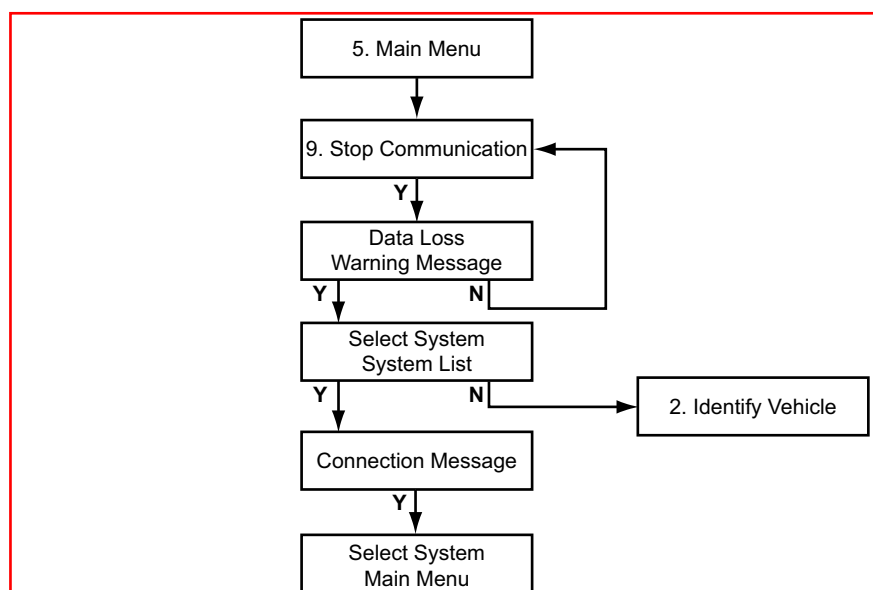 5. Main Menu
9. Stop Communication
Y
Data Loss
Warning Message
Y
N
Select System
System List
Y
N
2. Identify Vehicle
Connection Message
Y
Select System
Main Menu